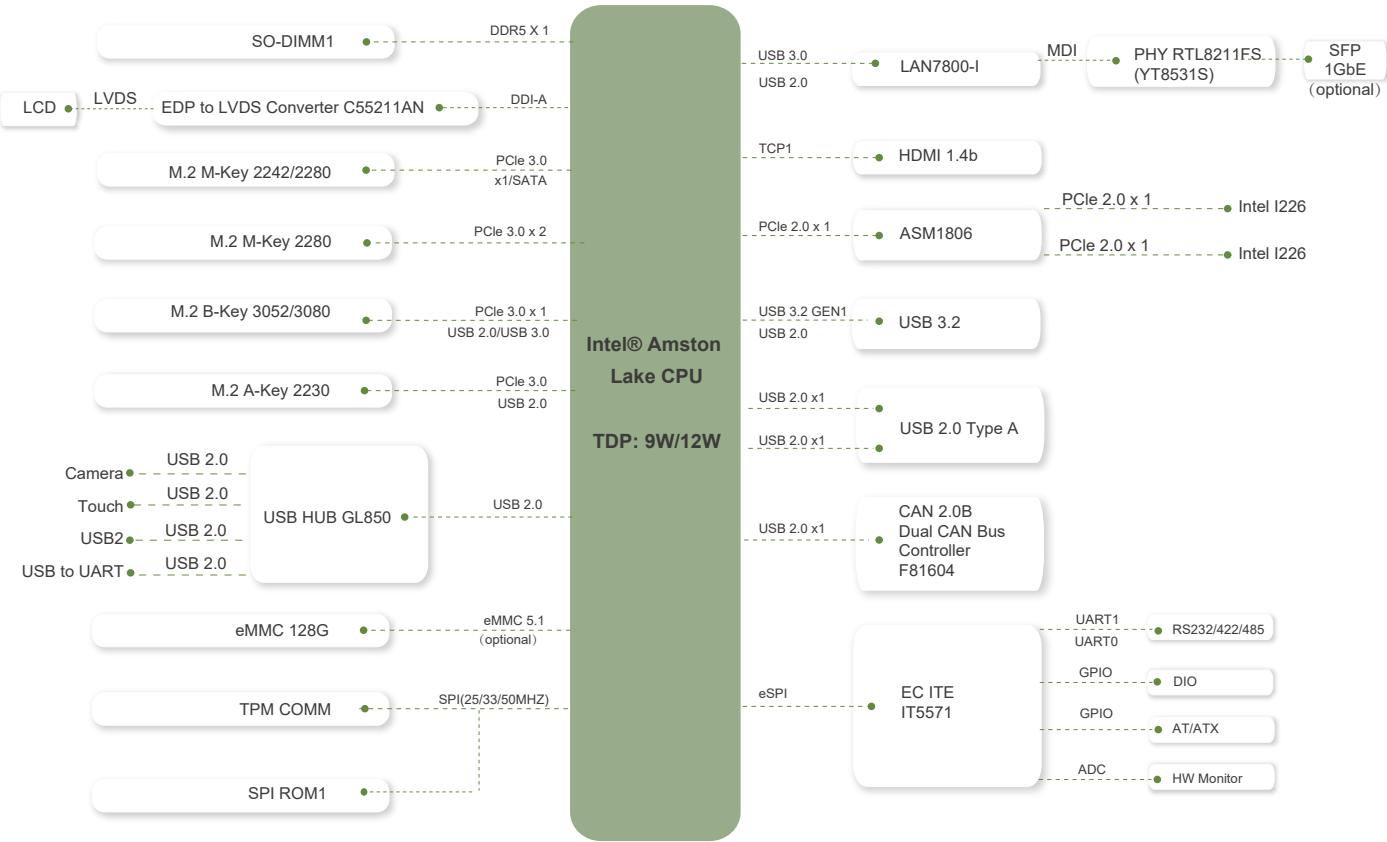 DDR5 X 1
SO-DIMM1
LCD
LVDS
EDP to LVDS Converter C55211AN
DDI-A
M.2 M-Key 2242/2280
PCIe 3.0
x1/SATA
M.2 M-Key 2280
PCIe 3.0 x 2
M.2 B-Key 3052/3080
PCIe 3.0 x 1
USB 2.0/USB 3.0
M.2 A-Key 2230
PCIe 3.0
USB 2.0
Camera
USB 2.0
Touch
USB 2.0
USB2
USB 2.0
USB to UART
USB 2.0
USB HUB GL850
USB 2.0
eMMC 128G
eMMC 5.1
(optional)
TPM COMM
SPI(25/33/50MHZ)
SPI ROM1
Intel® Amston
Lake CPU
TDP: 9W/12W
USB 3.0
USB 2.0
LAN7800-I
MDI
PHY RTL8211FS
(YT8531S)
SFP
1GbE
(optional)
TCP1
HDMI 1.4b
PCIe 2.0 x 1
ASM1806
PCIe 2.0 x 1
Intel I226
PCIe 2.0 x 1
Intel I226
USB 3.2 GEN1
USB 2.0
USB 3.2
USB 2.0 x1
USB 2.0 x1
USB 2.0 Type A
USB 2.0 x1
CAN 2.0B
Dual CAN Bus
Controller
F81604
eSPI
EC ITE
IT5571
UART1
UART0
RS232/422/485
GPIO
DIO
GPIO
AT/ATX
ADC
HW Monitor